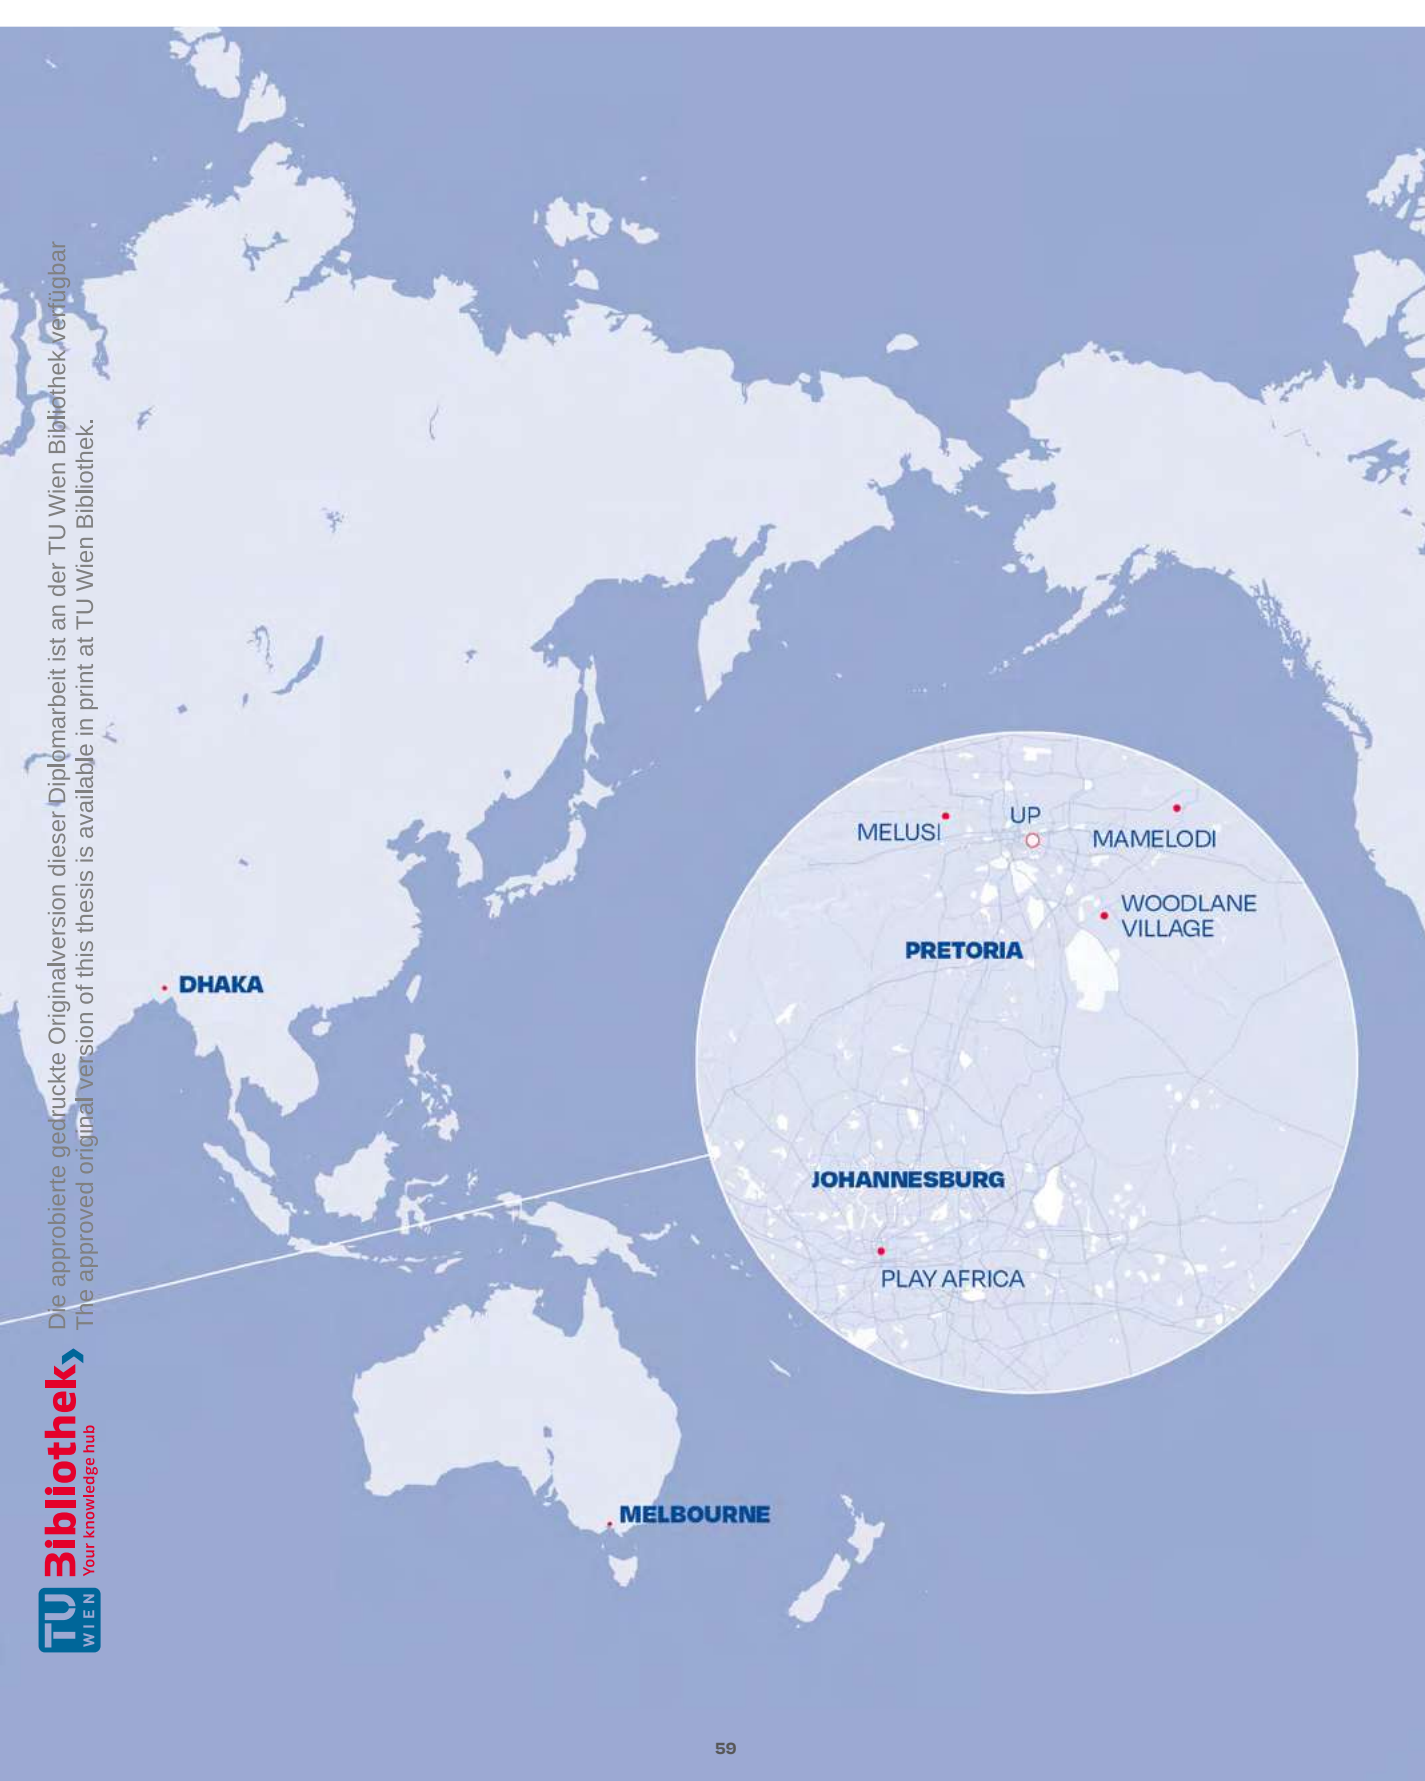 MELUSI
UP
MAMELODI
WOODLANE
VILLAGE
PRETORIA
DHAKA
JOHANNESBURG
PLAY AFRICA
MELBOURNE
59
Die approbierte gedruckte Originalversion dieser Diplomarbeit ist an der TU Wien Bibliothek verfügbar
The approved original version of this thesis is available in print at TU Wien Bibliothek.
Bibliothek
Your knowledge hub
TU
WIEN